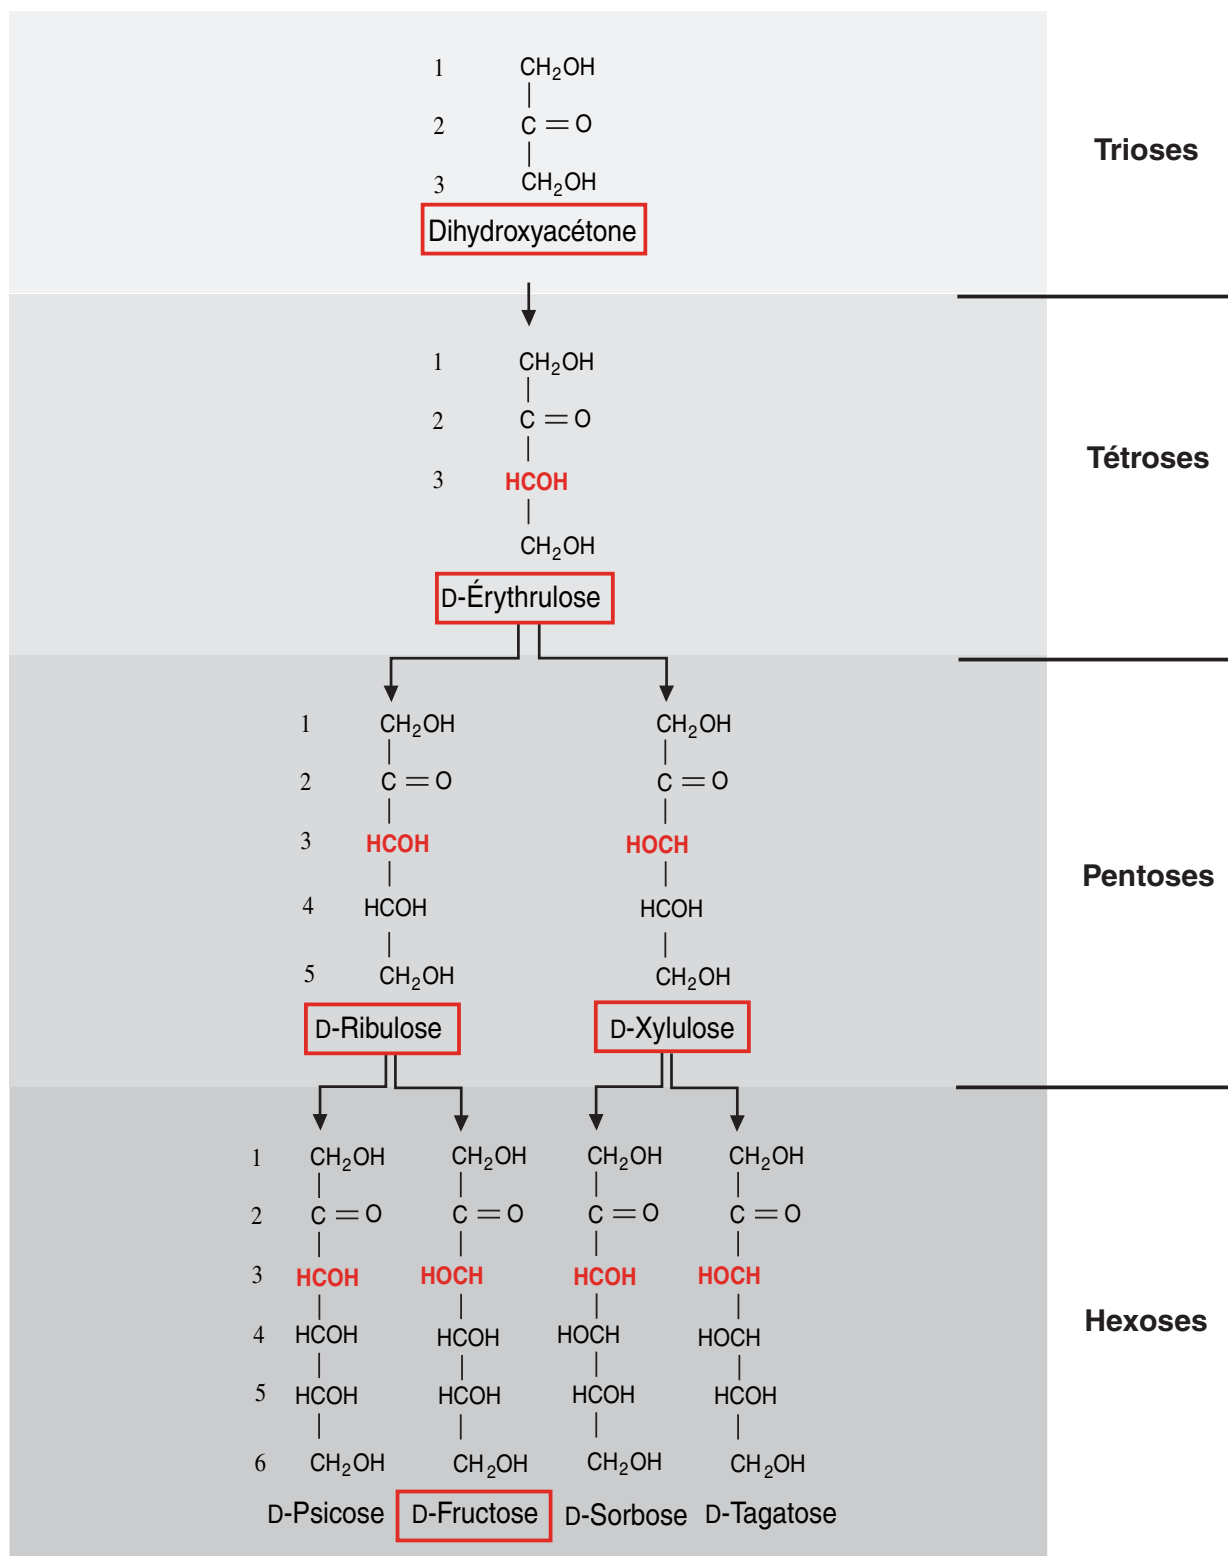 1 CH2OH
2 C=O
3 CH2OH
Dihydroxyacétone
Trioses
1 CH2OH
2 C=O
3 HCOH
CH2OH
D-Érythrulose
Tétroses
1 CH2OH CH2OH
2 C=O C=O
3 HCOH HOCH
4 HCOH HCOH
5 CH2OH CH2OH
D-Ribulose D-Xylulose
Pentoses
1 CH2OH CH2OH CH2OH CH2OH
2 C=O C=O C=O C=O
3 HCOH HOCH HCOH HOCH
4 HCOH HCOH HOCH HOCH
5 HCOH HCOH HCOH HCOH
6 CH2OH CH2OH CH2OH CH2OH
D-Psicose D-Fructose D-Sorbose D-Tagatose
Hexoses